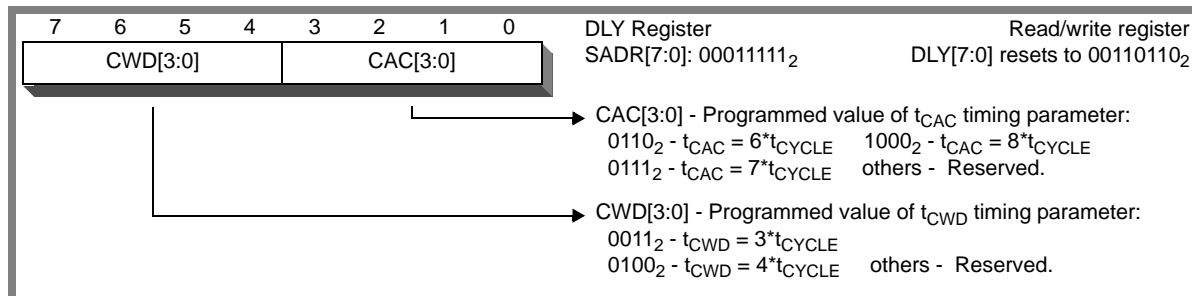 7 6 5 4 3 2 1 0
CWD[3:0] CAC[3:0]
DLY Register Read/write register
SADR[7:0]: 00011111₂ DLY[7:0] resets to 00110110₂
CAC[3:0] - Programmed value of tCAC timing parameter:
0110₂ - tCAC = 6*tCYCLE 1000₂ - tCAC = 8*tCYCLE
0111₂ - tCAC = 7*tCYCLE others - Reserved.
CWD[3:0] - Programmed value of tCWD timing parameter:
0011₂ - tCWD = 3*tCYCLE
0100₂ - tCWD = 4*tCYCLE others - Reserved.